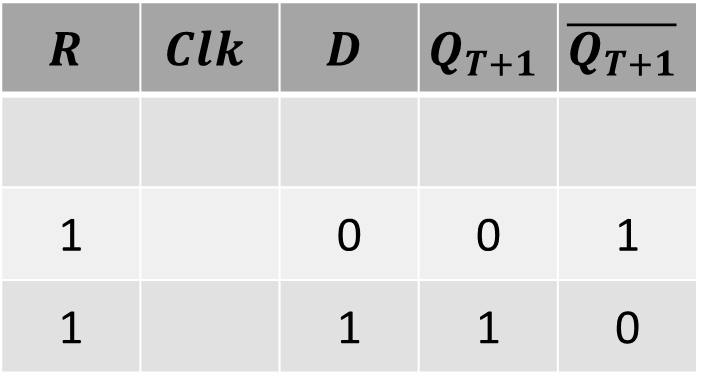 R Clk D Q_{T+1} \overline{Q_{T+1}}
1 0 0 1
1 1 1 0